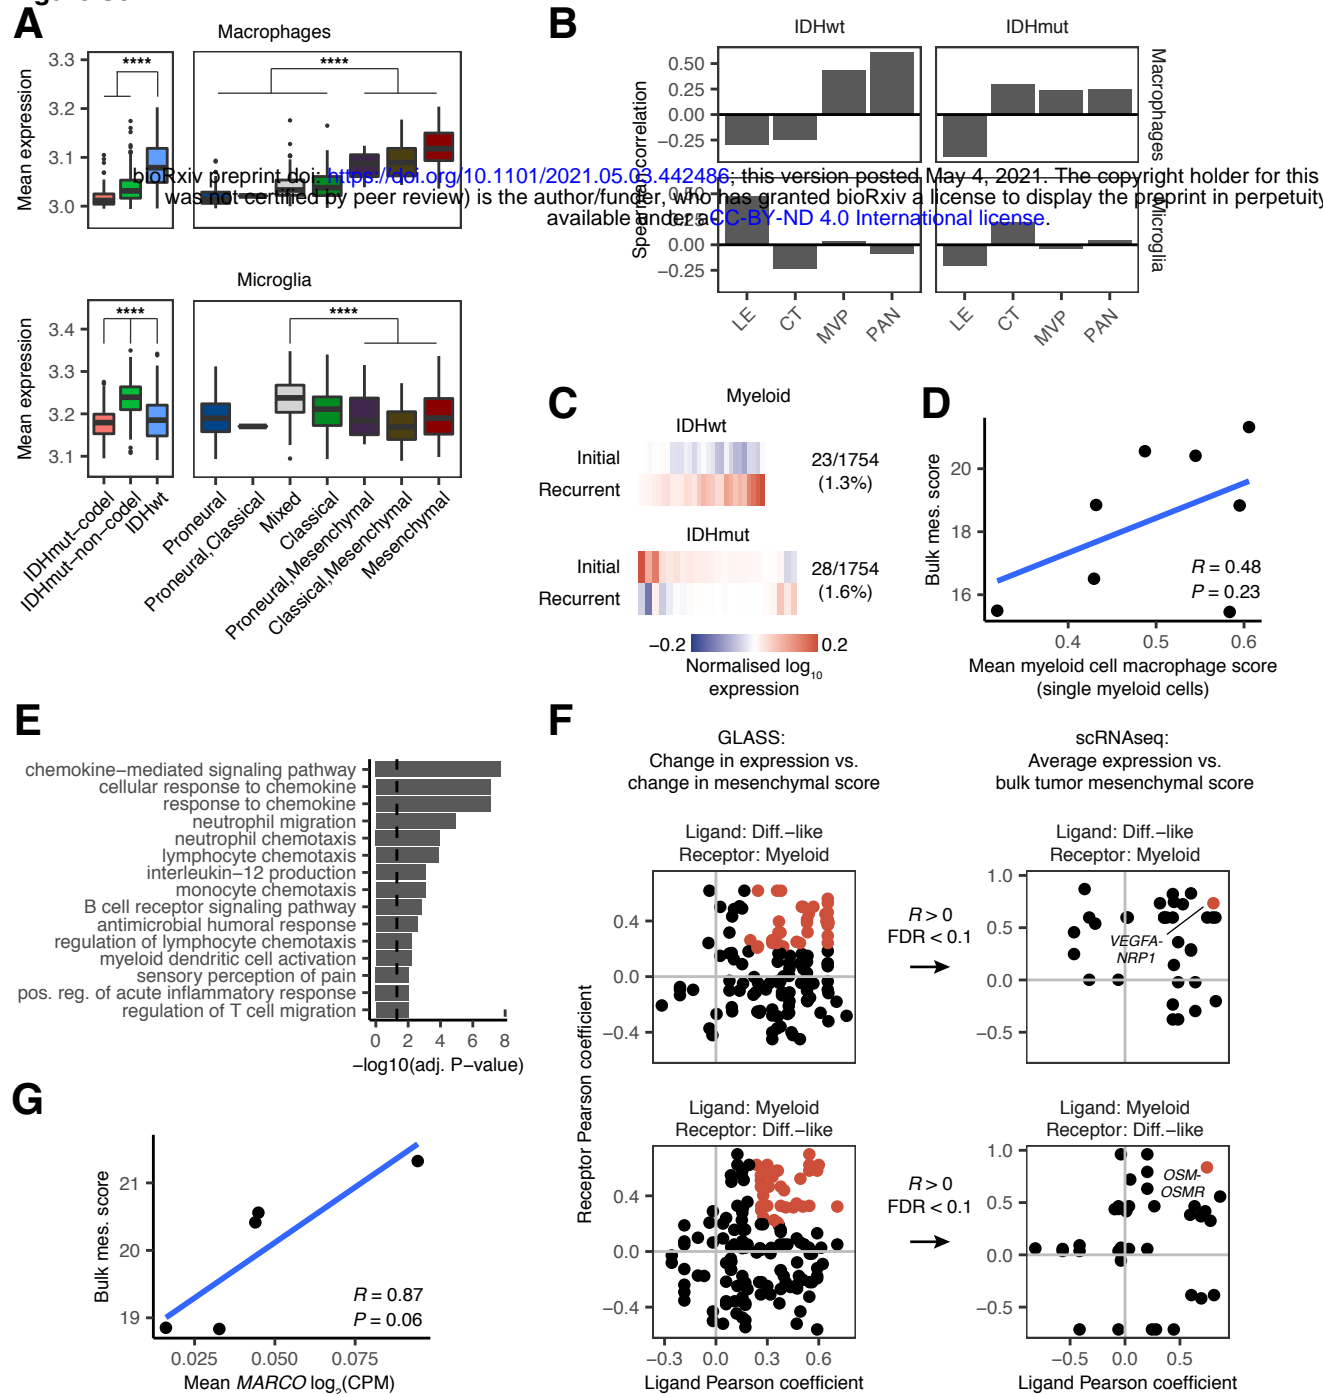 A
Macrophages
Mean expression
3.3
3.2
3.1
3.0
****
****
Microglia
Mean expression
3.4
3.3
3.2
3.1
****
****
IDHmut-codel
IDHmut-non-codel
IDHwt
Proneural
Proneural,Classical
Mixed
Classical
Proneural,Mesenchymal
Classical,Mesenchymal
Mesenchymal
B
IDHwt
IDHmut
Spearman correlation
0.50
0.25
0.00
−0.25
Macrophages
0.50
0.25
0.00
−0.25
Microglia
LE
CT
MVP
PAN
LE
CT
MVP
PAN
bioRxiv preprint doi: https://doi.org/10.1101/2021.05.03.442486; this version posted May 4, 2021. The copyright holder for this
was not certified by peer review) is the author/funder, who has granted bioRxiv a license to display the preprint in perpetuity
available under aCC-BY-ND 4.0 International license.
C
Myeloid
IDHwt
Initial
Recurrent
23/1754
(1.3%)
IDHmut
Initial
Recurrent
28/1754
(1.6%)
−0.2
0.2
Normalised log10
expression
D
Bulk mes. score
20
18
16
R = 0.48
P = 0.23
0.4
0.5
0.6
Mean myeloid cell macrophage score
(single myeloid cells)
E
chemokine−mediated signaling pathway
cellular response to chemokine
response to chemokine
neutrophil migration
neutrophil chemotaxis
lymphocyte chemotaxis
interleukin−12 production
monocyte chemotaxis
B cell receptor signaling pathway
antimicrobial humoral response
regulation of lymphocyte chemotaxis
myeloid dendritic cell activation
sensory perception of pain
pos. reg. of acute inflammatory response
regulation of T cell migration
0
2
4
6
8
−log10(adj. P−value)
F
GLASS:
Change in expression vs.
change in mesenchymal score
scRNAseq:
Average expression vs.
bulk tumor mesenchymal score
Receptor Pearson coefficient
Ligand: Diff.−like
Receptor: Myeloid
0.4
0.0
−0.4
R > 0
FDR < 0.1
Ligand: Diff.−like
Receptor: Myeloid
1.0
0.5
0.0
−0.5
VEGFA-
NRP1
Ligand: Myeloid
Receptor: Diff.−like
0.4
0.0
−0.4
−0.3
0.0
0.3
0.6
Ligand Pearson coefficient
R > 0
FDR < 0.1
Ligand: Myeloid
Receptor: Diff.−like
1.0
0.5
0.0
−0.5
OSM-
OSMR
−0.5
0.0
0.5
Ligand Pearson coefficient
G
Bulk mes. score
21
20
19
R = 0.87
P = 0.06
0.025
0.050
0.075
Mean MARCO log2(CPM)